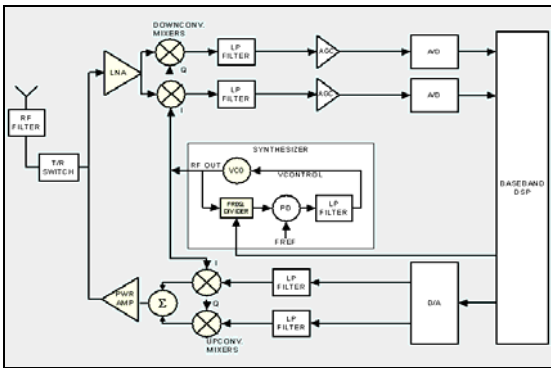 DOWNCONV.
MIXERS
LNA
Q
I
LP
FILTER
AGC
A/D
LP
FILTER
AGC
A/D
RF
FILTER
T/R
SWITCH
SYNTHESIZER
RF OUT
VCO
VCONTROL
FREQ.
DIVIDER
PD
LP
FILTER
FREF
BASEBAND
DSP
PWR
AMP
Σ
I
Q
LP
FILTER
LP
FILTER
D/A
UPCONV.
MIXERS